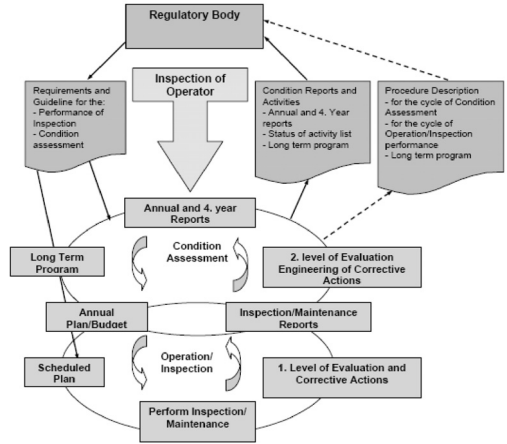 Regulatory Body
Inspection of
Operator
Requirements and
Guideline for the:
- Performance of
Inspection
- Condition
assessment
Condition Reports and
Activities
- Annual and 4. Year
reports
- Status of activity list
- Long term program
Procedure Description
- for the cycle of Condition
Assessment
- for the cycle of
Operation/Inspection
performance
- Long term program
Annual and 4. year
Reports
Long Term
Program
Condition
Assessment
2. level of Evaluation
Engineering of Corrective
Actions
Annual
Plan/Budget
Inspection/Maintenance
Reports
Scheduled
Plan
Operation/
Inspection
1. Level of Evaluation and
Corrective Actions
Perform Inspection/
Maintenance